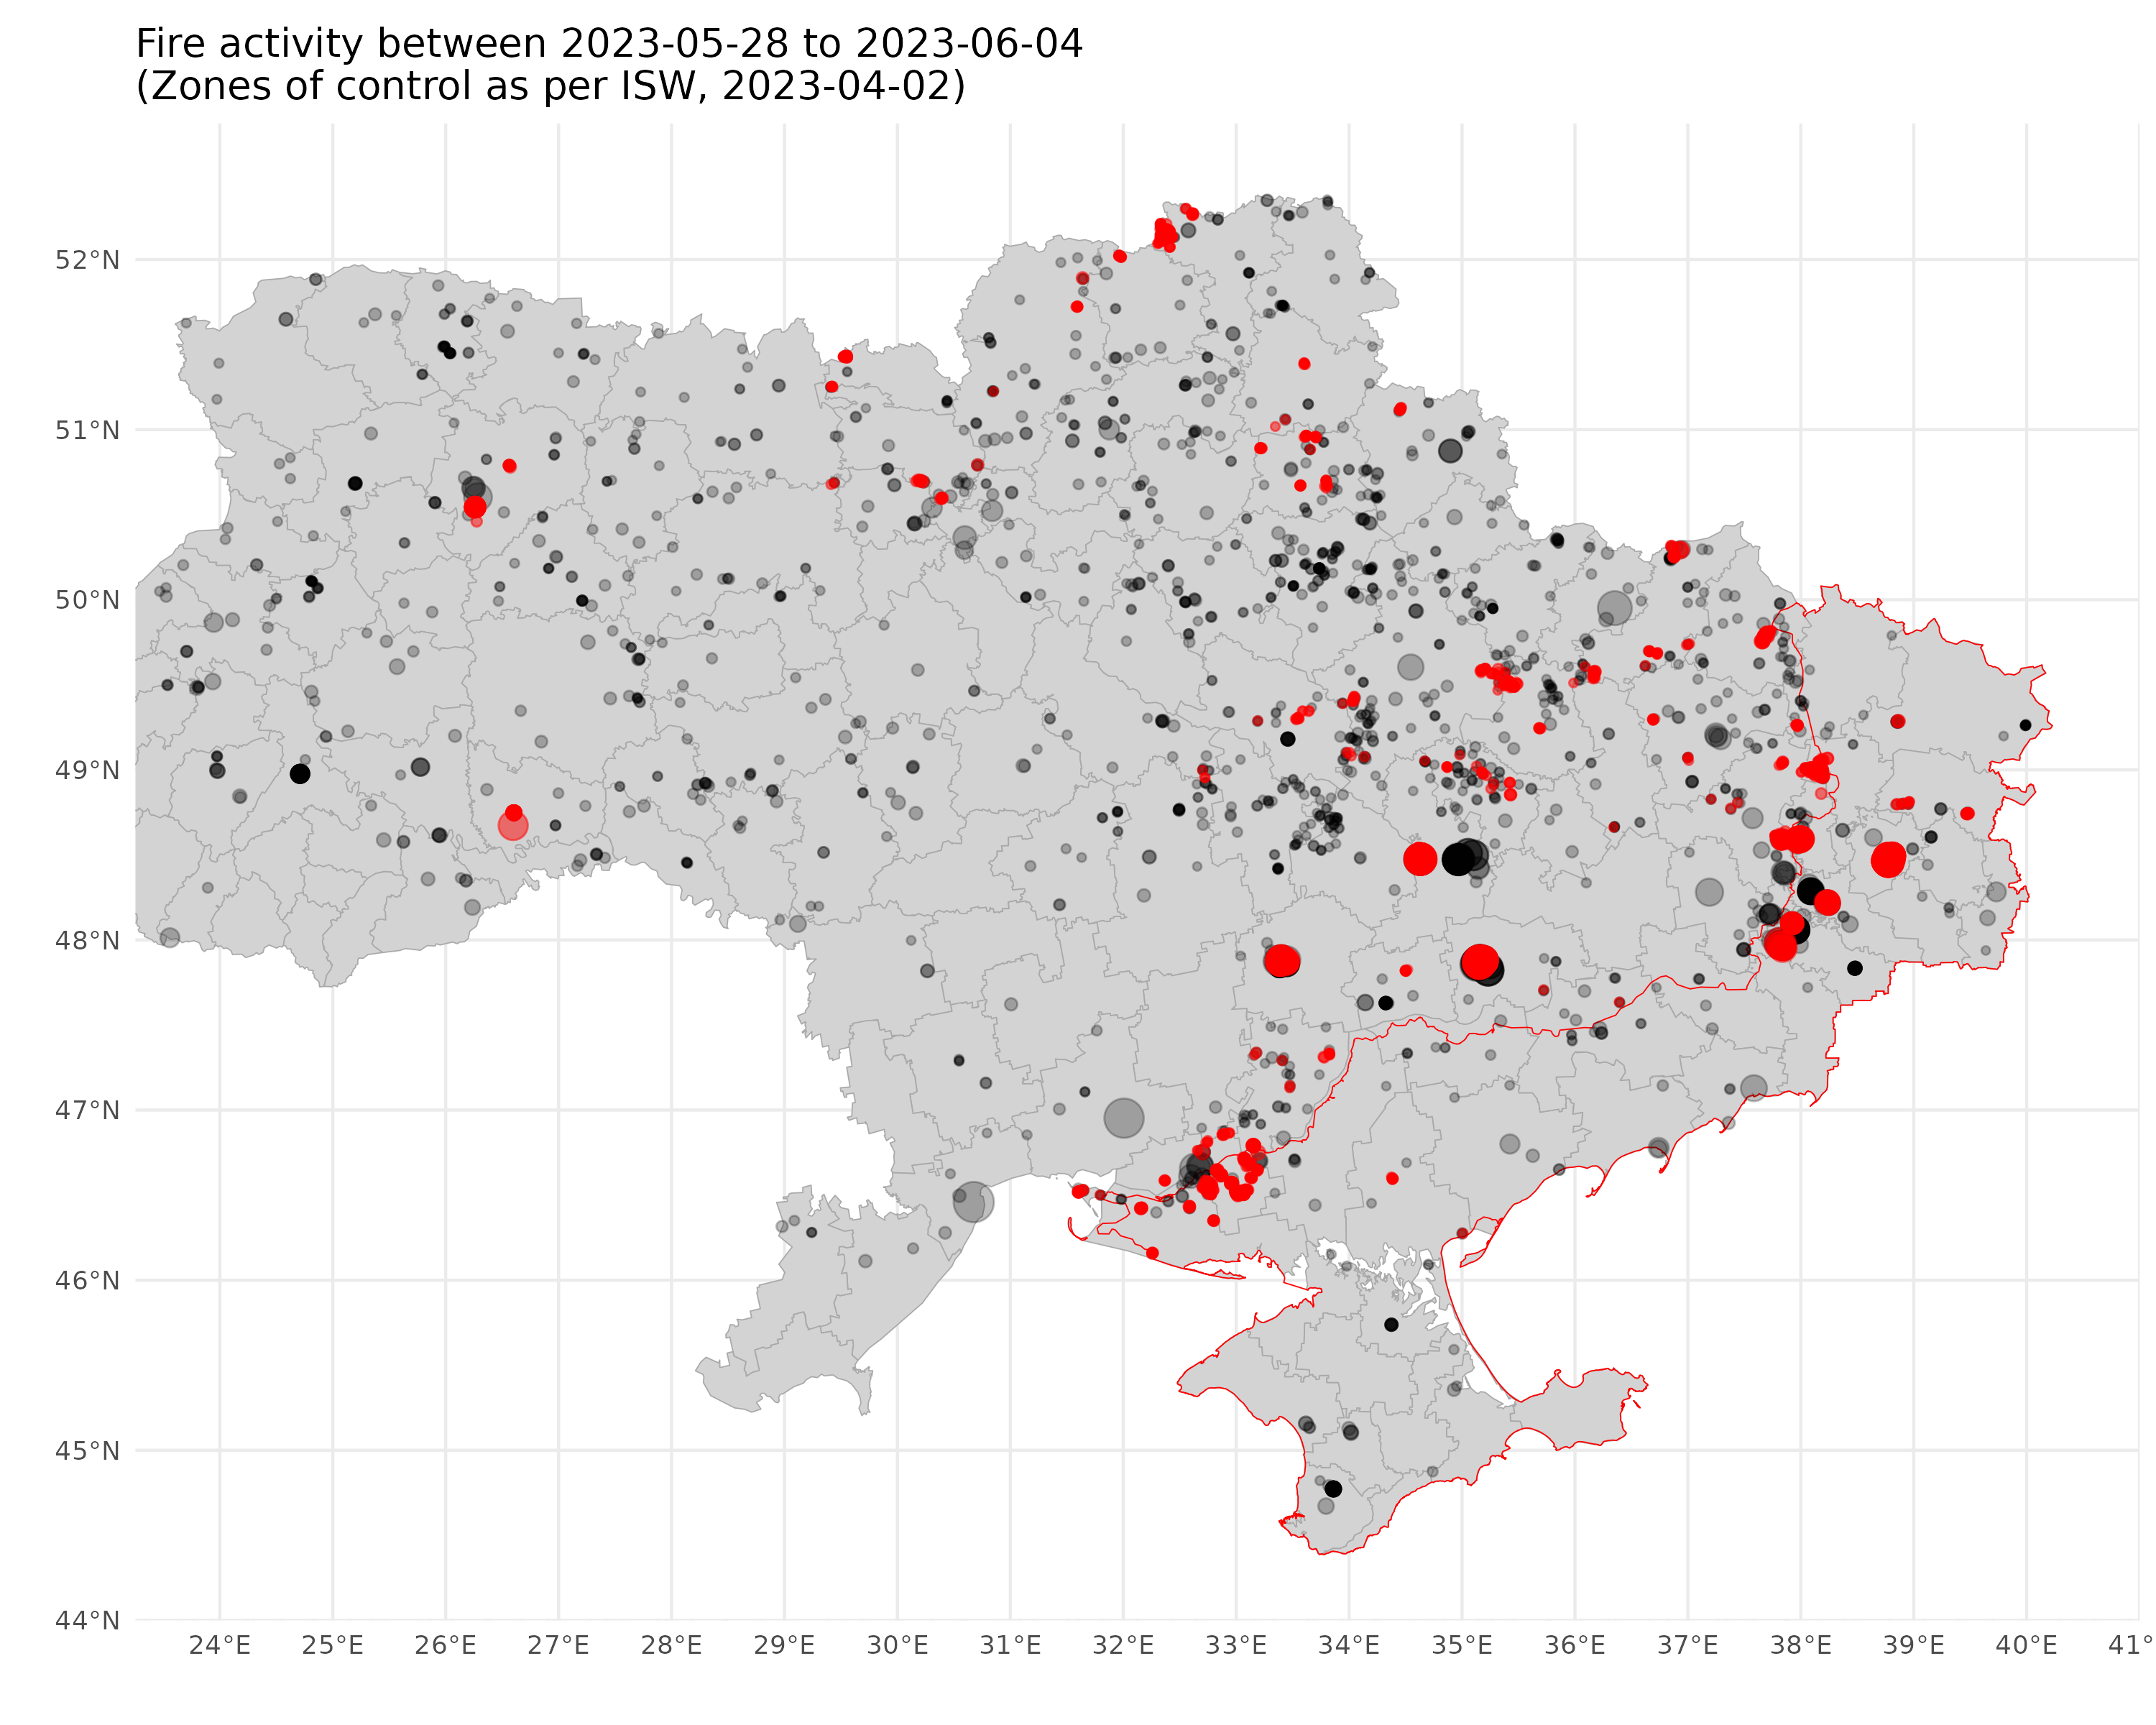 Fire activity between 2023-05-28 to 2023-06-04
(Zones of control as per ISW, 2023-04-02)
52°N
51°N
50°N
49°N
48°N
47°N
46°N
45°N
44°N
24°E 25°E 26°E 27°E 28°E 29°E 30°E 31°E 32°E 33°E 34°E 35°E 36°E 37°E 38°E 39°E 40°E 41°